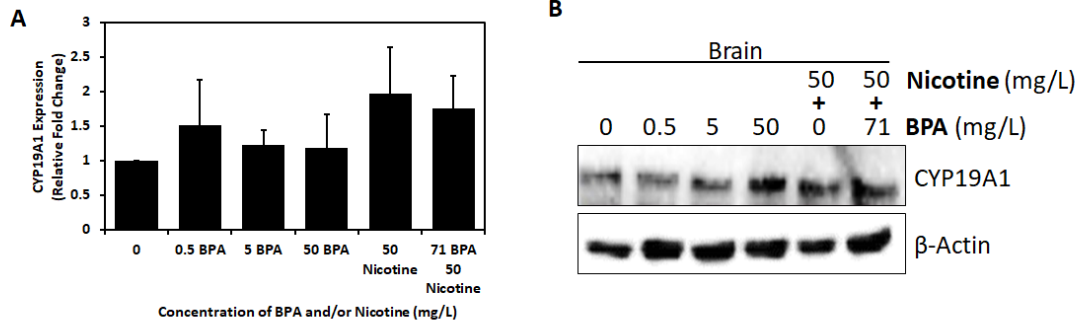 A
3
2.5
2
1.5
1
0.5
0
CYP19A1 Expression
(Relative Fold Change)
0 0.5 BPA 5 BPA 50 BPA 50 71 BPA
Nicotine 50
Nicotine
Concentration of BPA and/or Nicotine (mg/L)
B
Brain
50 50 Nicotine (mg/L)
+ +
0 0.5 5 50 0 71 BPA (mg/L)
CYP19A1
β-Actin